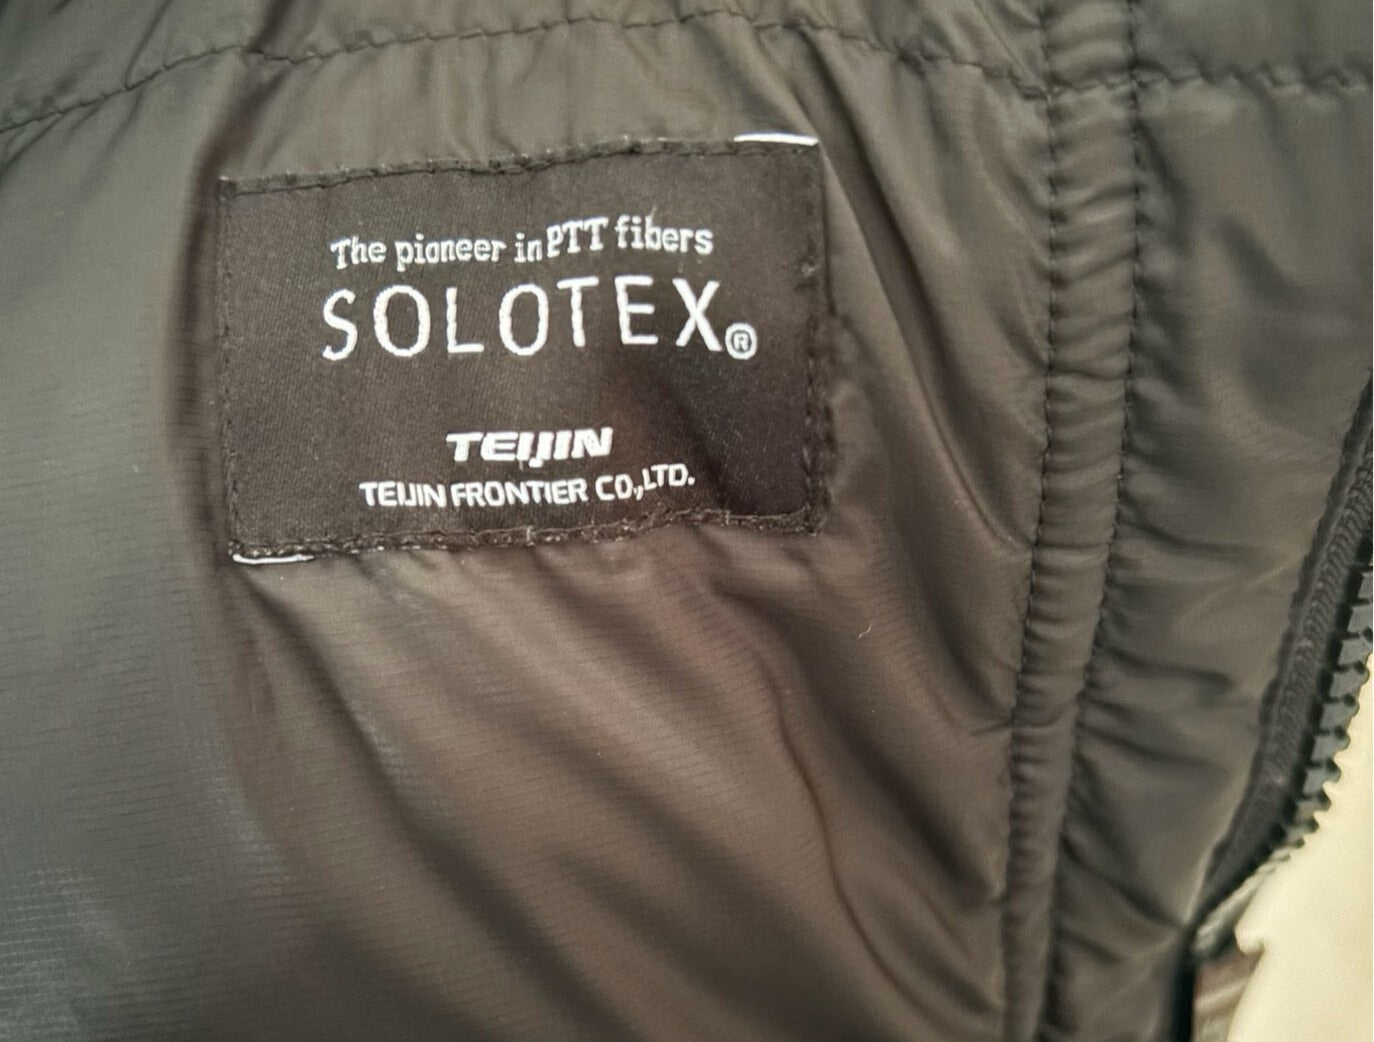 The pioneer in PTT fibers
SOLOTEX®
TEIJIN
TEIJIN FRONTIER CO.,LTD.